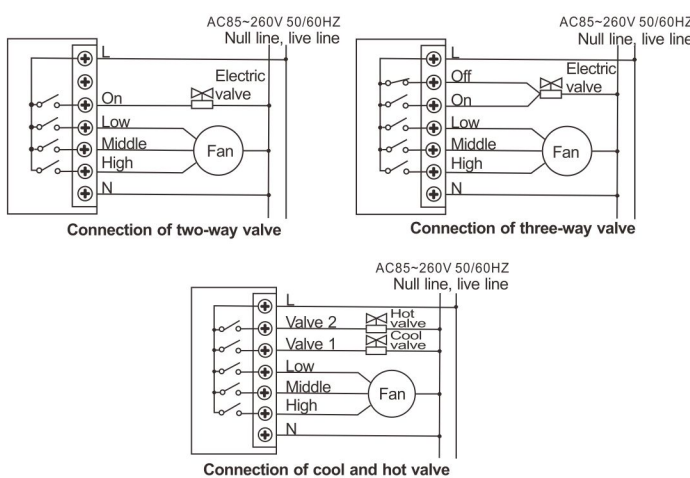 AC85~260V 50/60HZ
Null line, live line
L
Electric
valve
On
Low
Middle
High
Fan
N
Connection of two-way valve
AC85~260V 50/60HZ
Null line, live line
L
Off
Electric
valve
On
Low
Middle
High
Fan
N
Connection of three-way valve
AC85~260V 50/60HZ
Null line, live line
L
Valve 2
Hot
valve
Valve 1
Cool
valve
Low
Middle
High
Fan
N
Connection of cool and hot valve